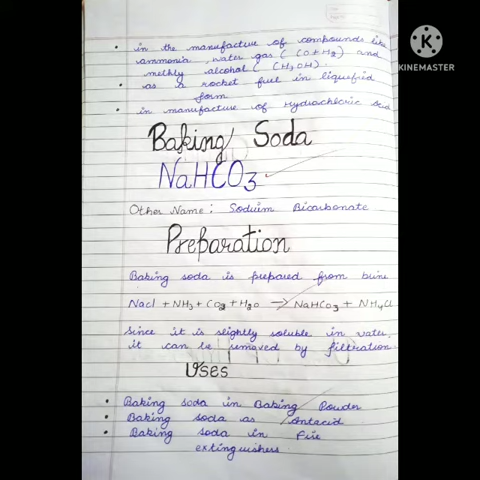 KINEMASTER
• in the manufacture of compounds like
ammonia, water gas ( CO+H2) and
methly alcohol ( CH3OH).
• as a rocket fuel in liquefied
form
• in manufacture of Hydrochloric acid
Baking Soda
NaHCO3
Other Name: Soduim Bicarbonate
Preparation
Baking soda is prepared from brine
Nacl + NH3 + CO2 + H2O → NaHCO3 + NH4Cl
Since it is slightly soluble in water,
it can be removed by filtration.
Uses
• Baking soda in Baking Powder
• Baking soda as Antacid
• Baking soda in Fire
extinguishers